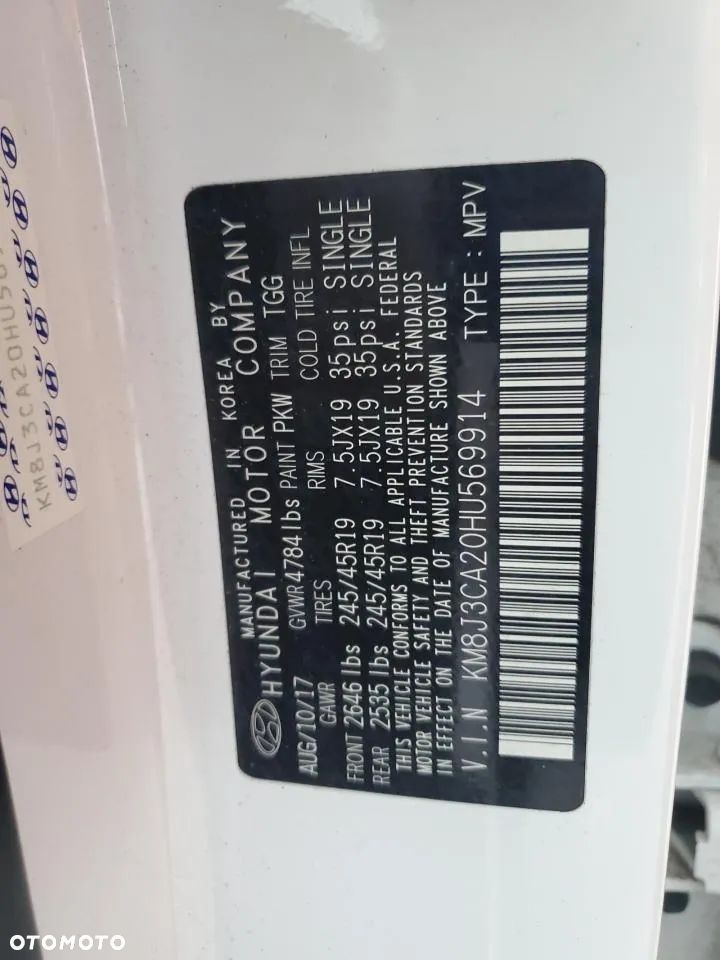 MANUFACTURED IN KOREA BY
HYUNDAI MOTOR COMPANY
AUG/10/17 GVWR 4784 lbs PAINT PKW TRIM TGG
GAWR TIRES RIMS COLD TIRE INFL
FRONT 2646 lbs 245/45R19 7.5JX19 35psi SINGLE
REAR 2535 lbs 245/45R19 7.5JX19 35psi SINGLE
THIS VEHICLE CONFORMS TO ALL APPLICABLE U.S.A. FEDERAL
MOTOR VEHICLE SAFETY AND THEFT PREVENTION STANDARDS
IN EFFECT ON THE DATE OF MANUFACTURE SHOWN ABOVE
V.I.N KM8J3CA20HU569914 TYPE : MPV
KM8J3CA20HU569
OTOMOTO